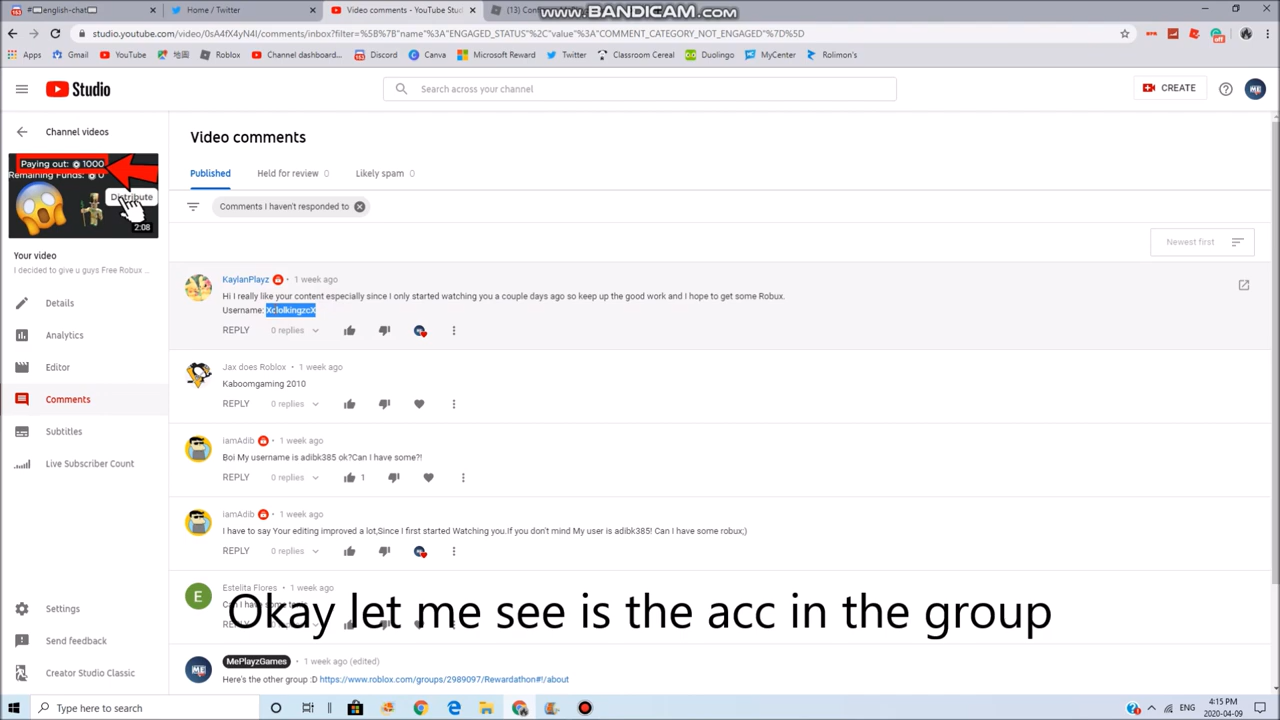 #english-chat
Home / Twitter
Video comments - YouTube Stud
www.BANDICAM.com
studio.youtube.com/video/0sA4fX4yN4I/comments/inbox?filter=%5B%7B"name"%3A"ENGAGED_STATUS"%2C"value"%3A"COMMENT_CATEGORY_NOT_ENGAGED"%7D%5D
Apps Gmail YouTube 地圖 Roblox Channel dashboard... Discord Canva Microsoft Reward Twitter Classroom Cereal Duolingo MyCenter Rolimon's
Studio
Search across your channel
CREATE
Channel videos
Paying out: 1000
Remaining Funds: 0
Distribute
2:08
Your video
I decided to give u guys Free Robux ...
Details
Analytics
Editor
Comments
Subtitles
Live Subscriber Count
Settings
Send feedback
Creator Studio Classic
Video comments
Published Held for review 0 Likely spam 0
Comments I haven't responded to
Newest first
KaylanPlayz • 1 week ago
Hi I really like your content especially since I only started watching you a couple days ago so keep up the good work and I hope to get some Robux.
Username: XclolkingzcX
REPLY 0 replies
Jax does Roblox • 1 week ago
Kaboomgaming 2010
REPLY 0 replies
iamAdib • 1 week ago
Boi My username is adibk385 ok?Can I have some?!
REPLY 0 replies 1
iamAdib • 1 week ago
I have to say Your editing improved a lot,Since I first started Watching you.If you don't mind My user is adibk385! Can I have some robux;)
REPLY 0 replies
E
Estelita Flores • 1 week ago
Okay let me see is the acc in the group
ME
MePlayzGames • 1 week ago (edited)
Here's the other group :D https://www.roblox.com/groups/2989097/Rewardathon#!/about
Type here to search
ENG
4:15 PM
2020-04-09